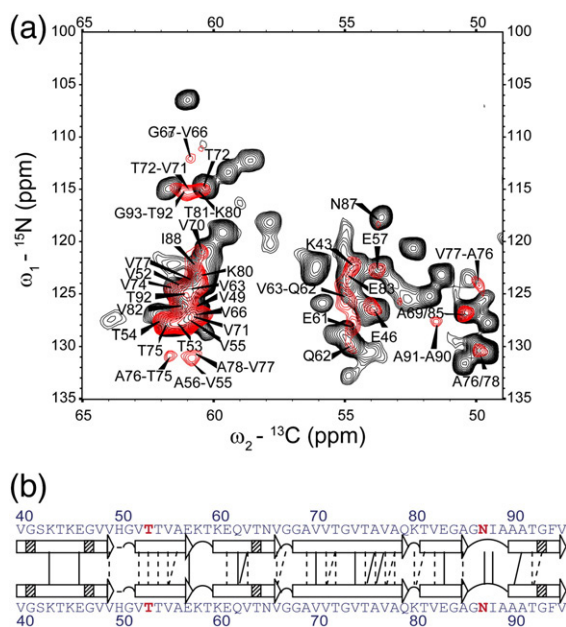 (a)
65 60 55 50
100
105
110
115
120
125
130
135
ω1 - 15N (ppm)
G67-V66
T72
T72-V71
G93-T92
T81-K80
V70
I88
V77
V52
V74
T92
V82
T54
T75
K80
V63
V49
V66
V71
V55
T53
A76-T75
A78-V77
A56-V55
N87
K43
E57
V77-A76
E83
V63-Q62
E61
E46
Q62
A69/85
A91-A90
A76/78
65 60 55 50
100
105
110
115
120
125
130
135
ω2 - 13C (ppm)
(b)
40 50 60 70 80 90
VGSKTKEGVVHGVTTVAEKTKEQVTNVGGAVVTGVTAVAQKTVEGAGNIAAATGFV
VGSKTKEGVVHGVTTVAEKTKEQVTNVGGAVVTGVTAVAQKTVEGAGNIAAATGFV
40 50 60 70 80 90